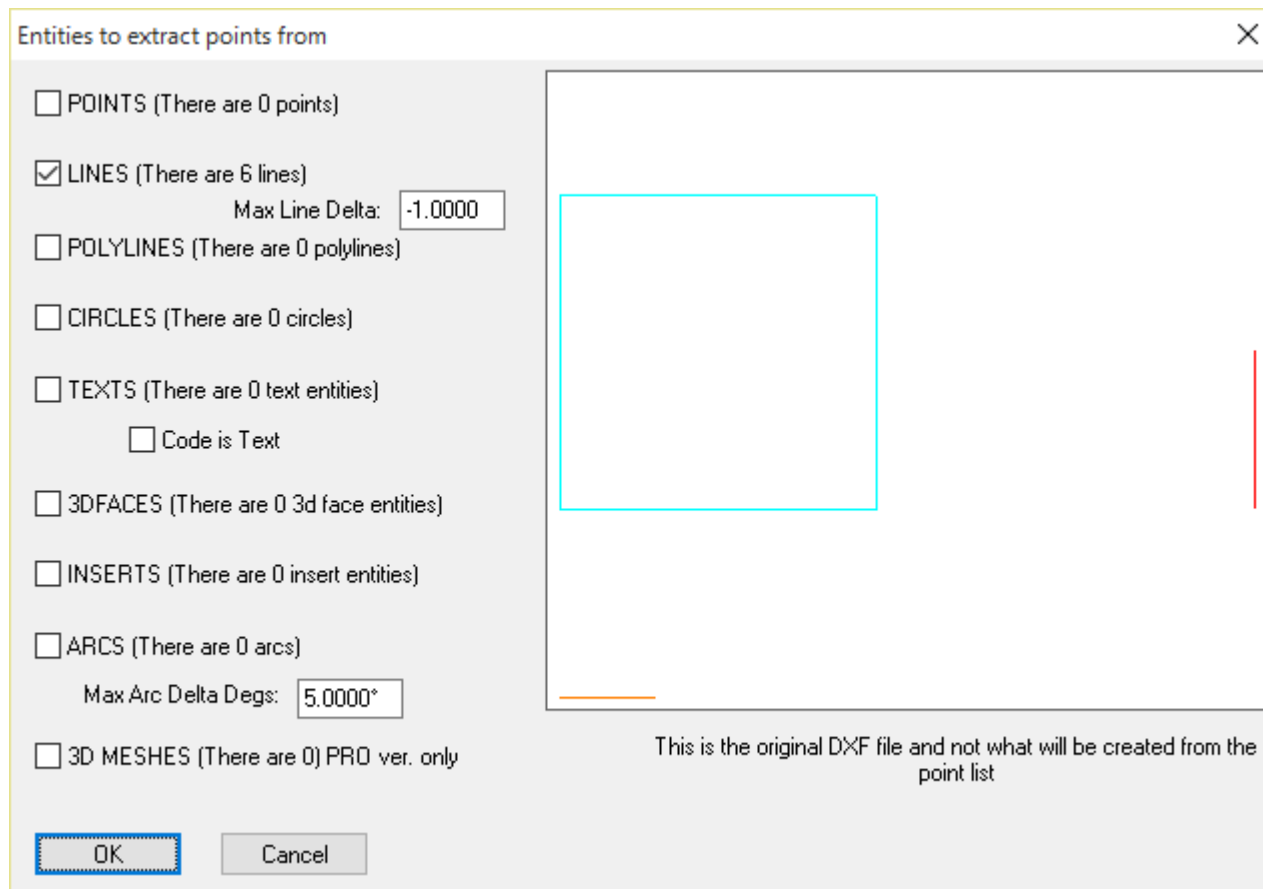 Entities to extract points from
POINTS (There are 0 points)
LINES (There are 6 lines)
Max Line Delta: -1.0000
POLYLINES (There are 0 polylines)
CIRCLES (There are 0 circles)
TEXTS (There are 0 text entities)
Code is Text
3DFACES (There are 0 3d face entities)
INSERTS (There are 0 insert entities)
ARCS (There are 0 arcs)
Max Arc Delta Degs: 5.0000°
3D MESHES (There are 0) PRO ver. only
This is the original DXF file and not what will be created from the
point list
OK
Cancel